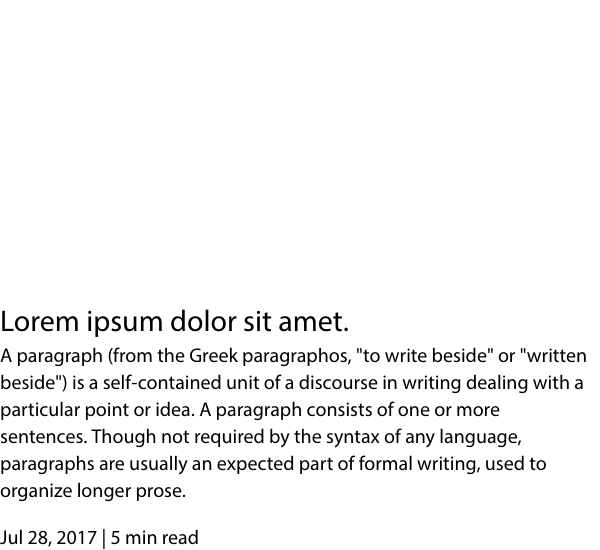 Lorem ipsum dolor sit amet.
A paragraph (from the Greek paragraphos, "to write beside" or "written
beside") is a self-contained unit of a discourse in writing dealing with a
particular point or idea. A paragraph consists of one or more
sentences. Though not required by the syntax of any language,
paragraphs are usually an expected part of formal writing, used to
organize longer prose.
Jul 28, 2017 | 5 min read